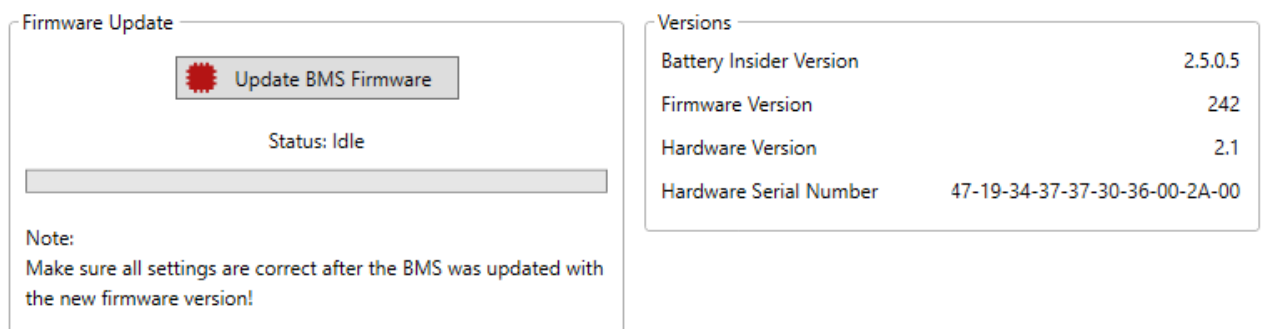 Firmware Update
Update BMS Firmware
Status: Idle
Note:
Make sure all settings are correct after the BMS was updated with
the new firmware version!
Versions
Battery Insider Version 2.5.0.5
Firmware Version 242
Hardware Version 2.1
Hardware Serial Number 47-19-34-37-37-30-36-00-2A-00